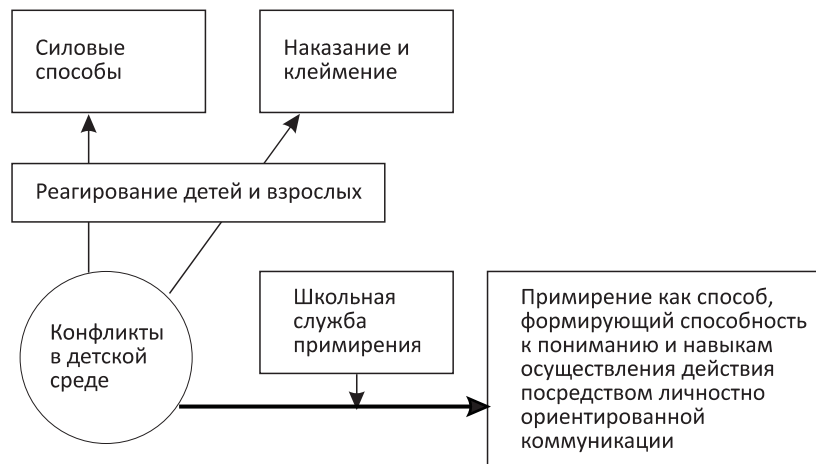 Силовые
способы
Наказание и
клеймение
Реагирование детей и взрослых
Конфликты
в детской
среде
Школьная
служба
примирения
Примирение как способ,
формирующий способность
к пониманию и навыкам
осуществления действия
посредством личностно
ориентированной
коммуникации